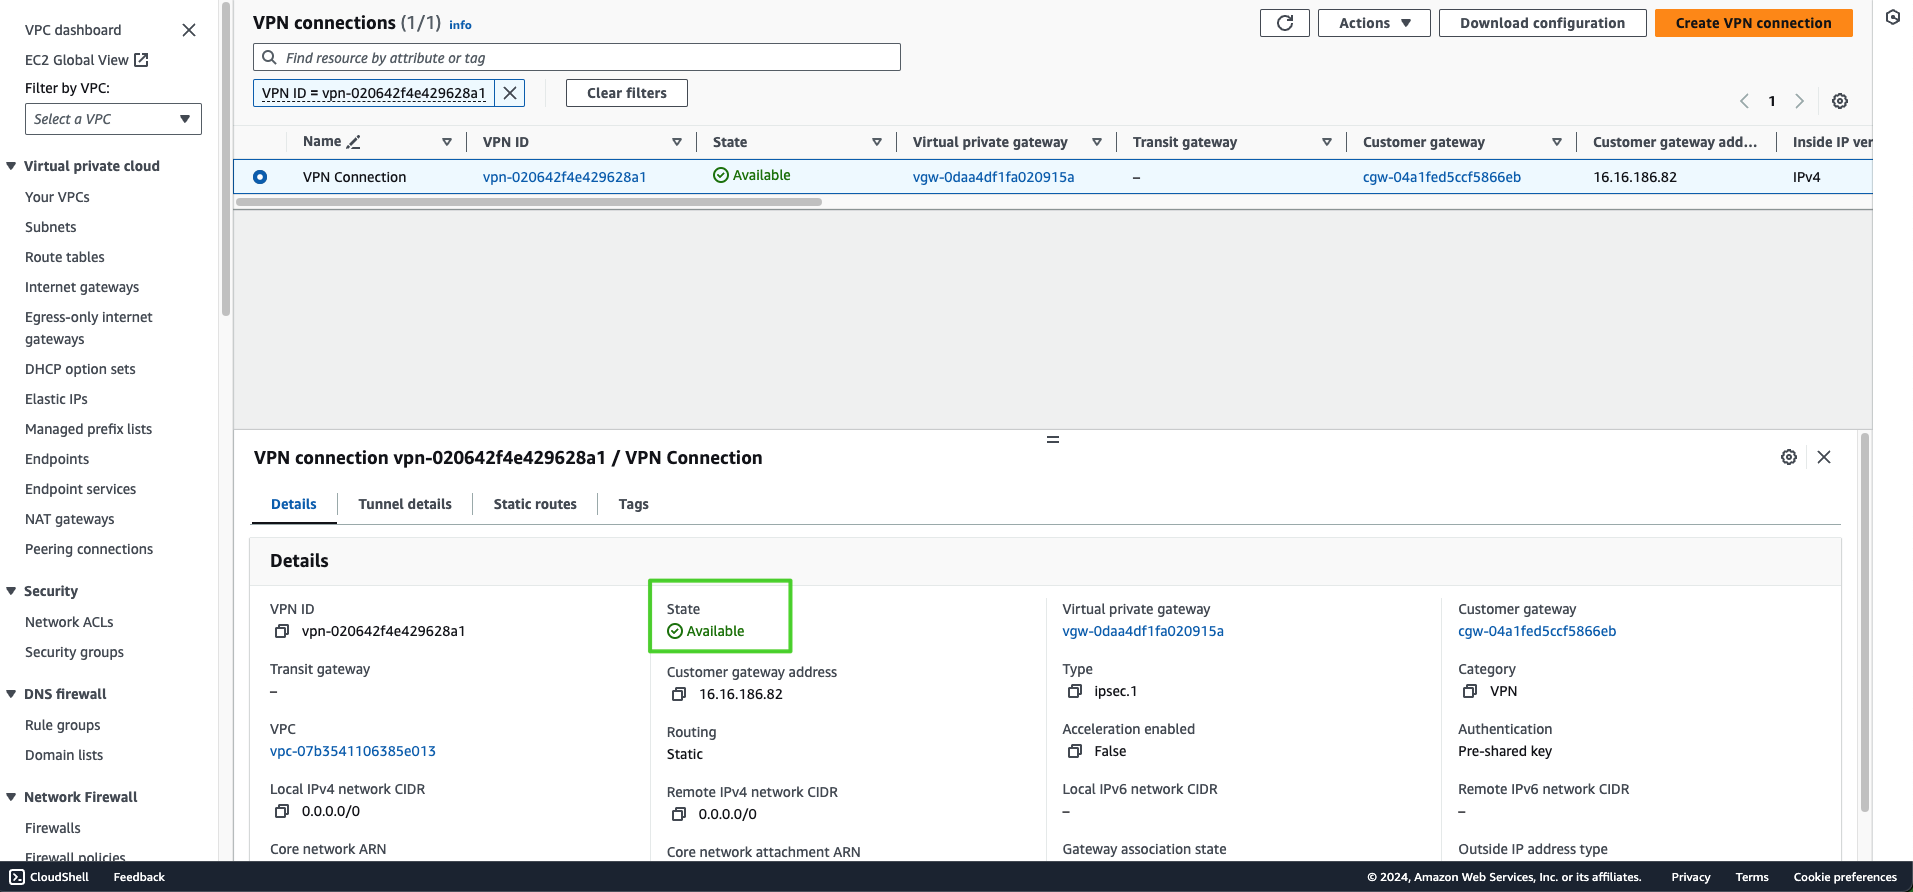 VPC dashboard
EC2 Global View
Filter by VPC:
Select a VPC
Virtual private cloud
Your VPCs
Subnets
Route tables
Internet gateways
Egress-only internet
gateways
DHCP option sets
Elastic IPs
Managed prefix lists
Endpoints
Endpoint services
NAT gateways
Peering connections
Security
Network ACLs
Security groups
DNS firewall
Rule groups
Domain lists
Network Firewall
Firewalls
Firewall policies
VPN connections (1/1) info
Actions
Download configuration
Create VPN connection
Find resource by attribute or tag
VPN ID = vpn-020642f4e429628a1
Clear filters
1
Name VPN ID State Virtual private gateway Transit gateway Customer gateway Customer gateway add... Inside IP ver
VPN Connection vpn-020642f4e429628a1 Available vgw-0daa4df1fa020915a – cgw-04a1fed5ccf5866eb 16.16.186.82 IPv4
VPN connection vpn-020642f4e429628a1 / VPN Connection
Details Tunnel details Static routes Tags
Details
VPN ID
vpn-020642f4e429628a1
State
Available
Virtual private gateway
vgw-0daa4df1fa020915a
Customer gateway
cgw-04a1fed5ccf5866eb
Transit gateway
–
Customer gateway address
16.16.186.82
Type
ipsec.1
Category
VPN
VPC
vpc-07b3541106385e013
Routing
Static
Acceleration enabled
False
Authentication
Pre-shared key
Local IPv4 network CIDR
0.0.0.0/0
Remote IPv4 network CIDR
0.0.0.0/0
Local IPv6 network CIDR
–
Remote IPv6 network CIDR
–
Core network ARN
Core network attachment ARN
Gateway association state
Outside IP address type
CloudShell Feedback © 2024, Amazon Web Services, Inc. or its affiliates. Privacy Terms Cookie preferences